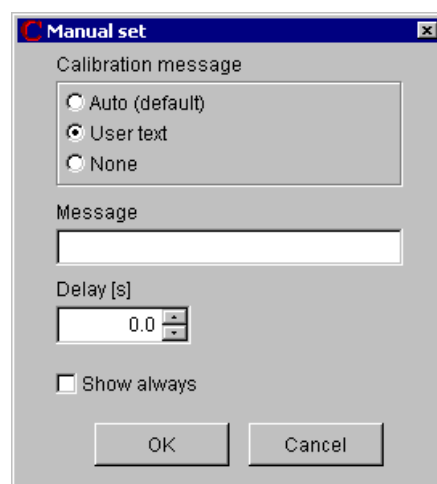 Manual set
Calibration message
Auto (default)
User text
None
Message
Delay [s]
0.0
Show always
OK
Cancel